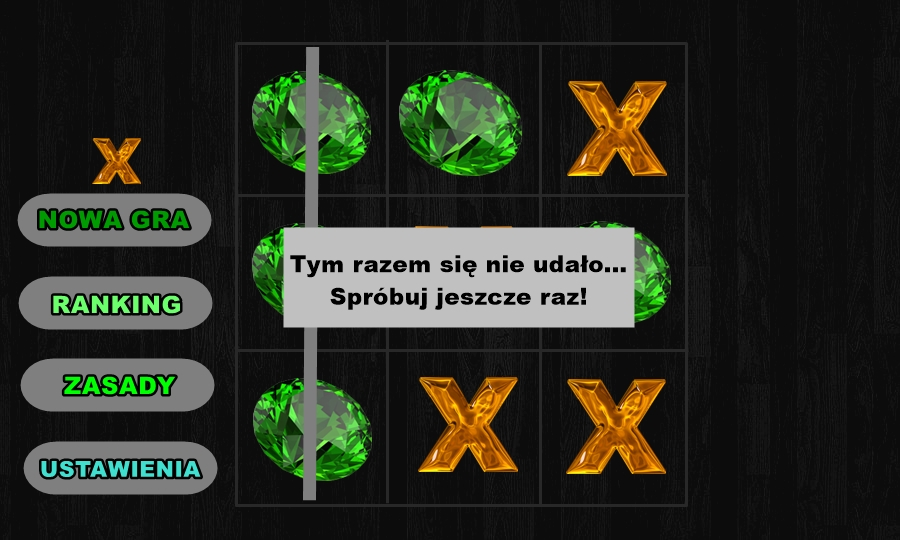 NOWA GRA
RANKING
ZASADY
USTAWIENIA
Tym razem się nie udało...
Spróbuj jeszcze raz!
X
X
X
X